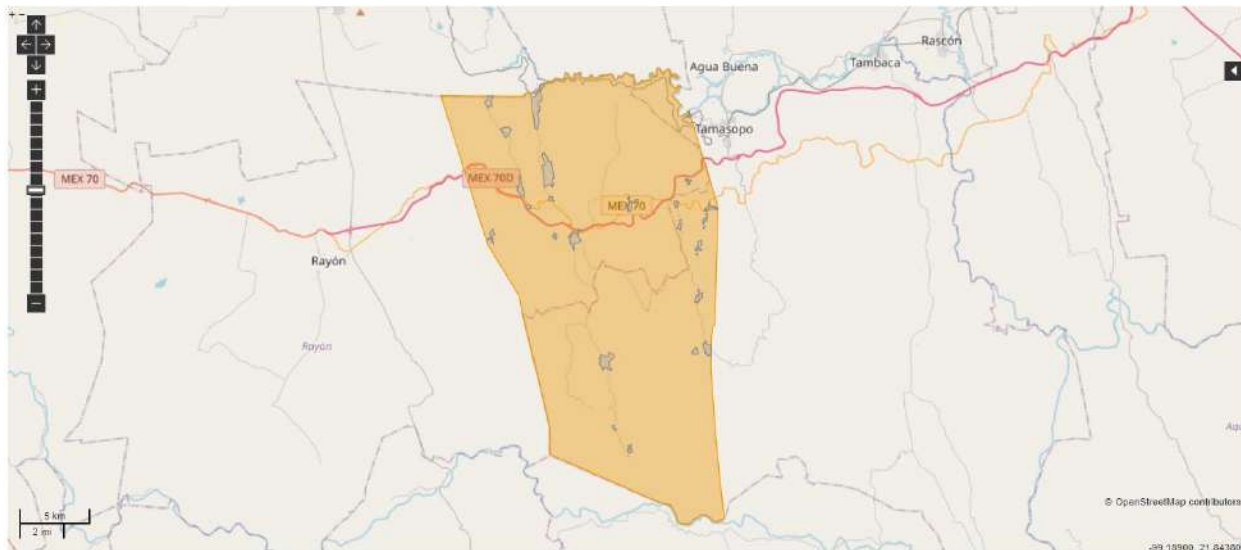 Rascón
Agua Buena
Tambaca
Tamasopo
MEX 70
MEX 70D
MEX 70
Rayón
Rayón
© OpenStreetMap contributors
5 km
2 mi